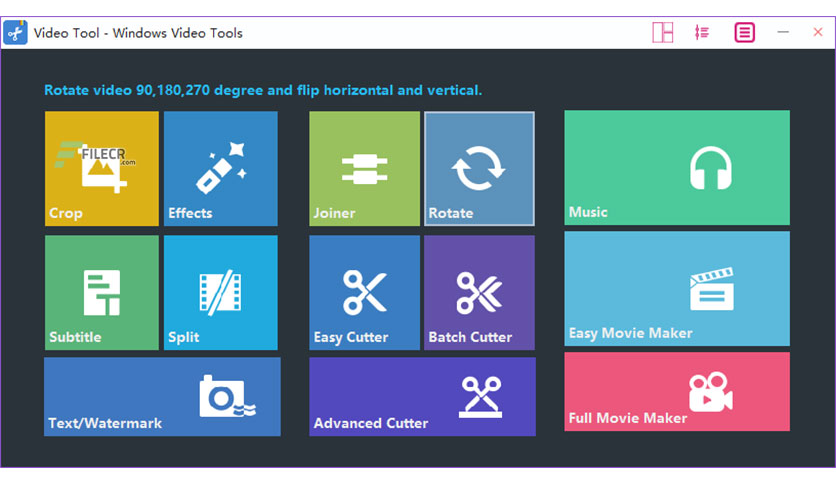 Video Tool - Windows Video Tools
Rotate video 90,180,270 degree and flip horizontal and vertical.
FILECR
.com
Crop
Effects
Joiner
Rotate
Music
Subtitle
Split
Easy Cutter
Batch Cutter
Easy Movie Maker
Text/Watermark
Advanced Cutter
Full Movie Maker